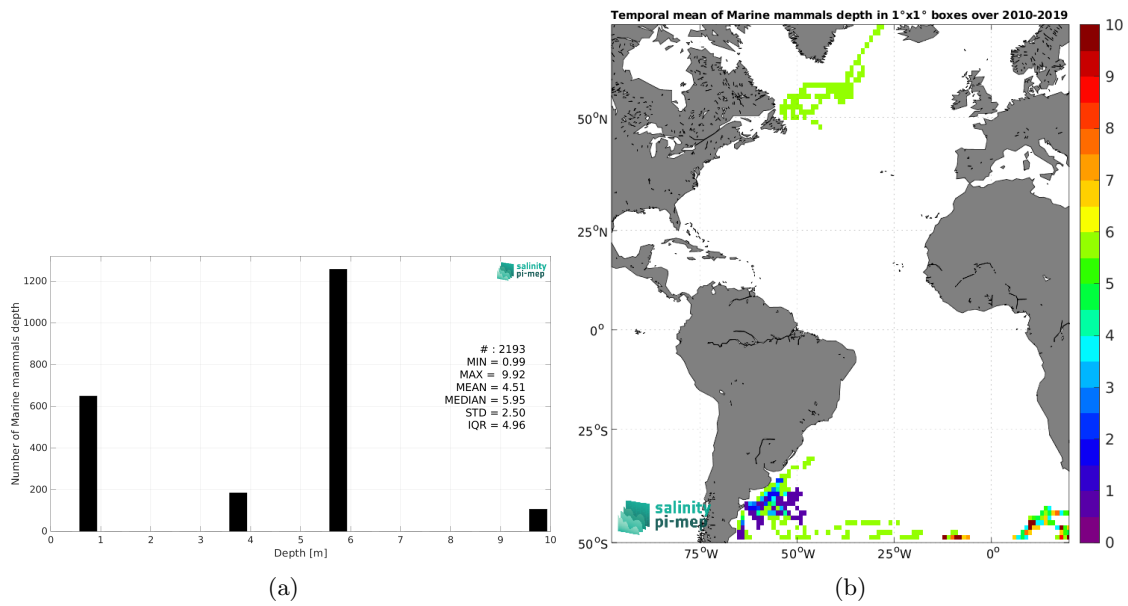 1200
1000
800
600
400
200
0
Number of Marine mammals depth
salinity
pi-mep
# : 2193
MIN = 0.99
MAX = 9.92
MEAN = 4.51
MEDIAN = 5.95
STD = 2.50
IQR = 4.96
0 1 2 3 4 5 6 7 8 9 10
Depth [m]
(a)
Temporal mean of Marine mammals depth in 1°x1° boxes over 2010-2019
50°N
25°N
0°
25°S
50°S
salinity
pi-mep
75°W 50°W 25°W 0°
10
9
8
7
6
5
4
3
2
1
0
(b)